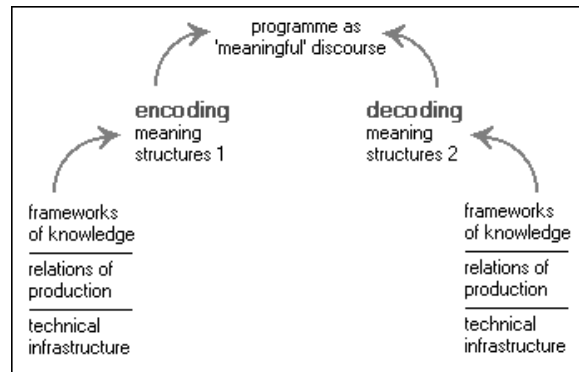 programme as
'meaningful' discourse
encoding
meaning
structures 1
decoding
meaning
structures 2
frameworks
of knowledge
relations of
production
technical
infrastructure
frameworks
of knowledge
relations of
production
technical
infrastructure